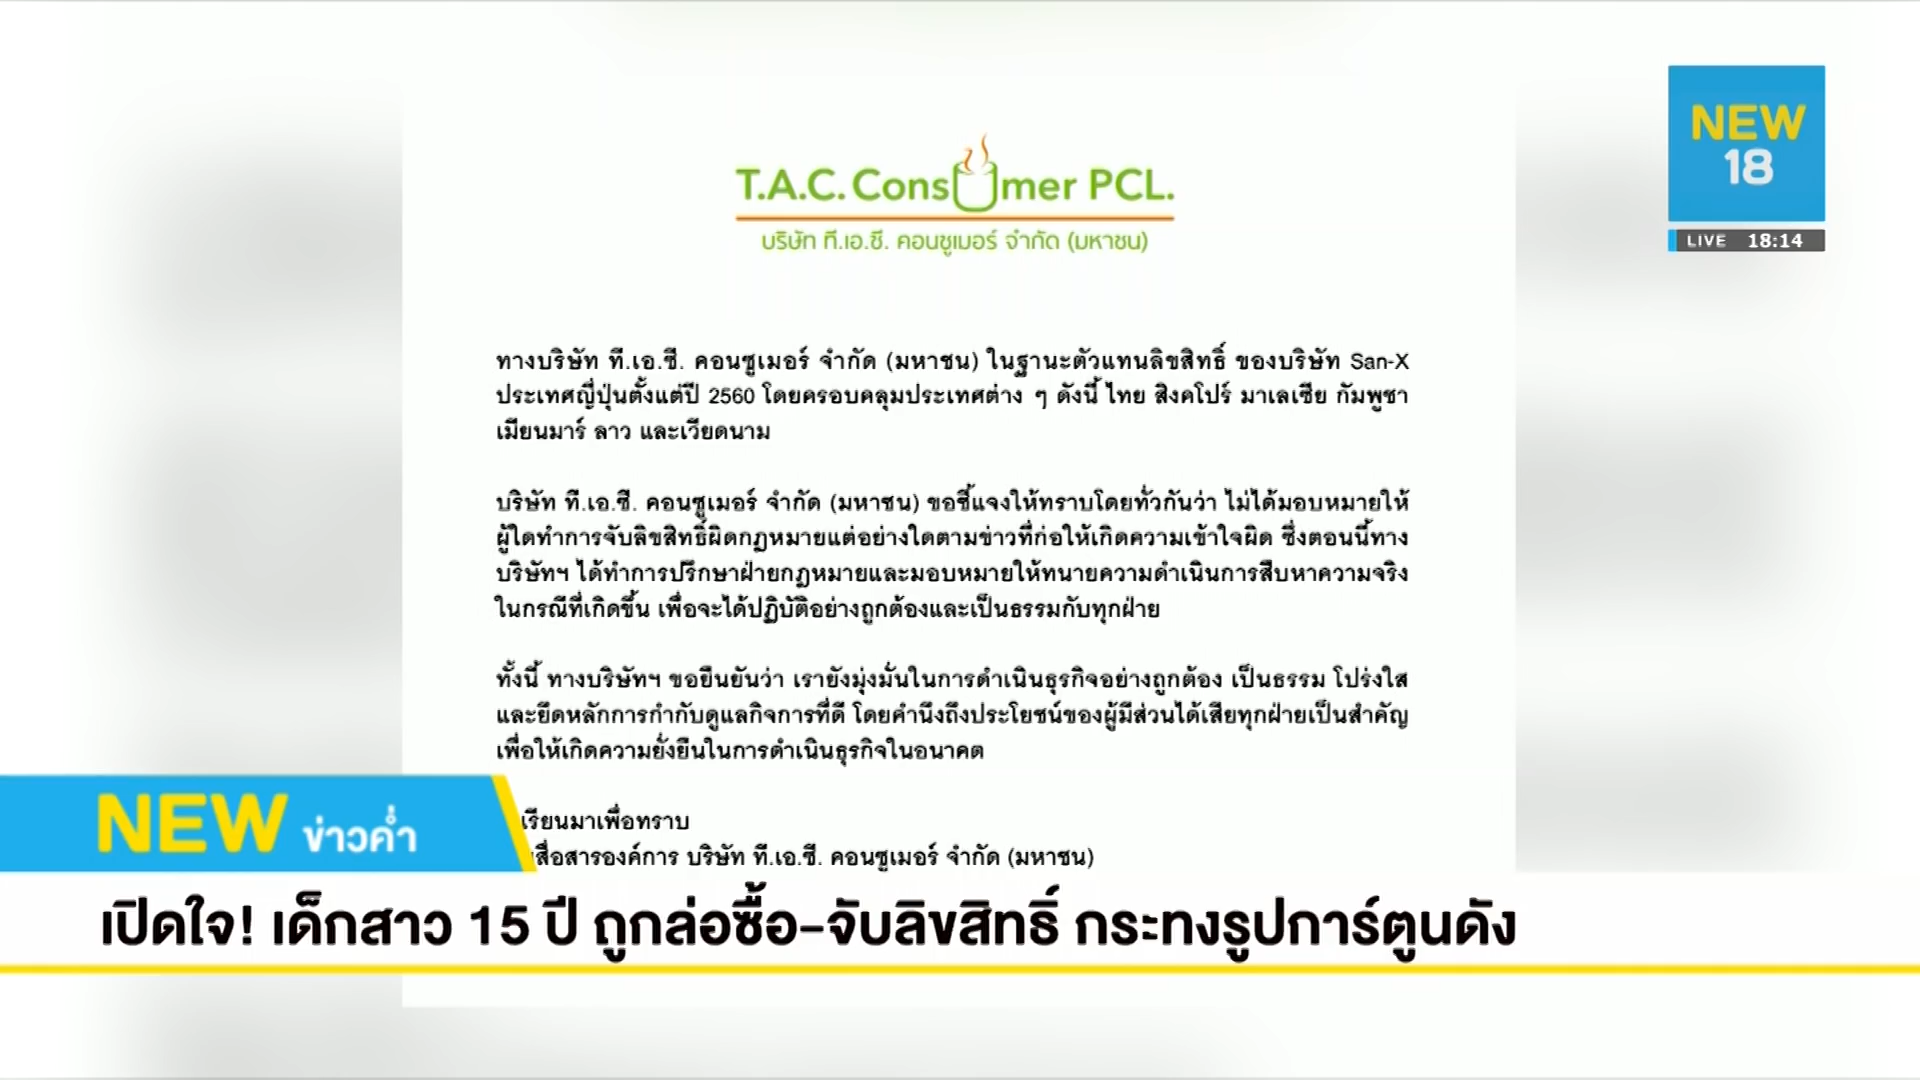 T.A.C. Consumer PCL.
บริษัท ที.เอ.ซี. คอนซูเมอร์ จำกัด (มหาชน)
NEW
18
LIVE 18:14
ทางบริษัท ที.เอ.ซี. คอนซูเมอร์ จำกัด (มหาชน) ในฐานะตัวแทนลิขสิทธิ์ ของบริษัท San-X
ประเทศญี่ปุ่นตั้งแต่ปี 2560 โดยครอบคลุมประเทศต่าง ๆ ดังนี้ ไทย สิงคโปร์ มาเลเซีย กัมพูชา
เมียนมาร์ ลาว และเวียดนาม
บริษัท ที.เอ.ซี. คอนซูเมอร์ จำกัด (มหาชน) ขอชี้แจงให้ทราบโดยทั่วกันว่า ไม่ได้มอบหมายให้
ผู้ใดทำการจับลิขสิทธิ์ผิดกฎหมายแต่อย่างใดตามข่าวที่ก่อให้เกิดความเข้าใจผิด ซึ่งตอนนี้ทาง
บริษัทฯ ได้ทำการปรึกษาฝ่ายกฎหมายและมอบหมายให้ทนายความดำเนินการสืบหาความจริง
ในกรณีที่เกิดขึ้น เพื่อจะได้ปฏิบัติอย่างถูกต้องและเป็นธรรมกับทุกฝ่าย
ทั้งนี้ ทางบริษัทฯ ขอยืนยันว่า เรายังมุ่งมั่นในการดำเนินธุรกิจอย่างถูกต้อง เป็นธรรม โปร่งใส
และยึดหลักการกำกับดูแลกิจการที่ดี โดยคำนึงถึงประโยชน์ของผู้มีส่วนได้เสียทุกฝ่ายเป็นสำคัญ
เพื่อให้เกิดความยั่งยืนในการดำเนินธุรกิจในอนาคต
เรียนมาเพื่อทราบ
สื่อสารองค์การ บริษัท ที.เอ.ซี. คอนซูเมอร์ จำกัด (มหาชน)
NEW ข่าวค่ำ
เปิดใจ! เด็กสาว 15 ปี ถูกล่อซื้อ-จับลิขสิทธิ์ กระทงรูปการ์ตูนดัง